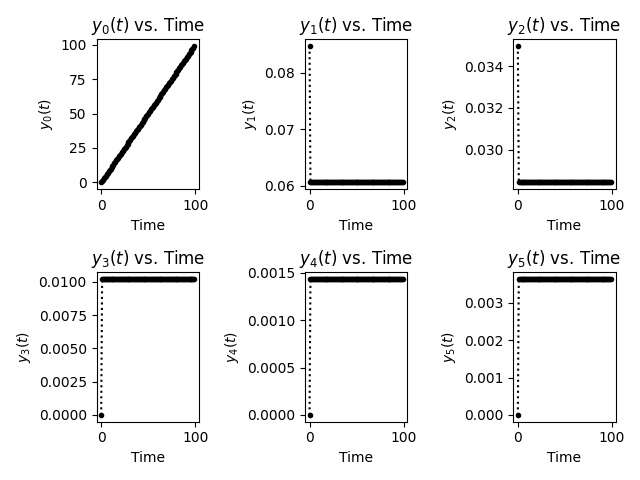 y₀(t) vs. Time
y₁(t) vs. Time
y₂(t) vs. Time
y₀(t)
100
75
50
25
0
0
100
Time
y₁(t)
0.08
0.07
0.06
0
100
Time
y₂(t)
0.034
0.032
0.030
0
100
Time
y₃(t) vs. Time
y₄(t) vs. Time
y₅(t) vs. Time
y₃(t)
0.0100
0.0075
0.0050
0.0025
0.0000
0
100
Time
y₄(t)
0.0015
0.0010
0.0005
0.0000
0
100
Time
y₅(t)
0.003
0.002
0.001
0.000
0
100
Time